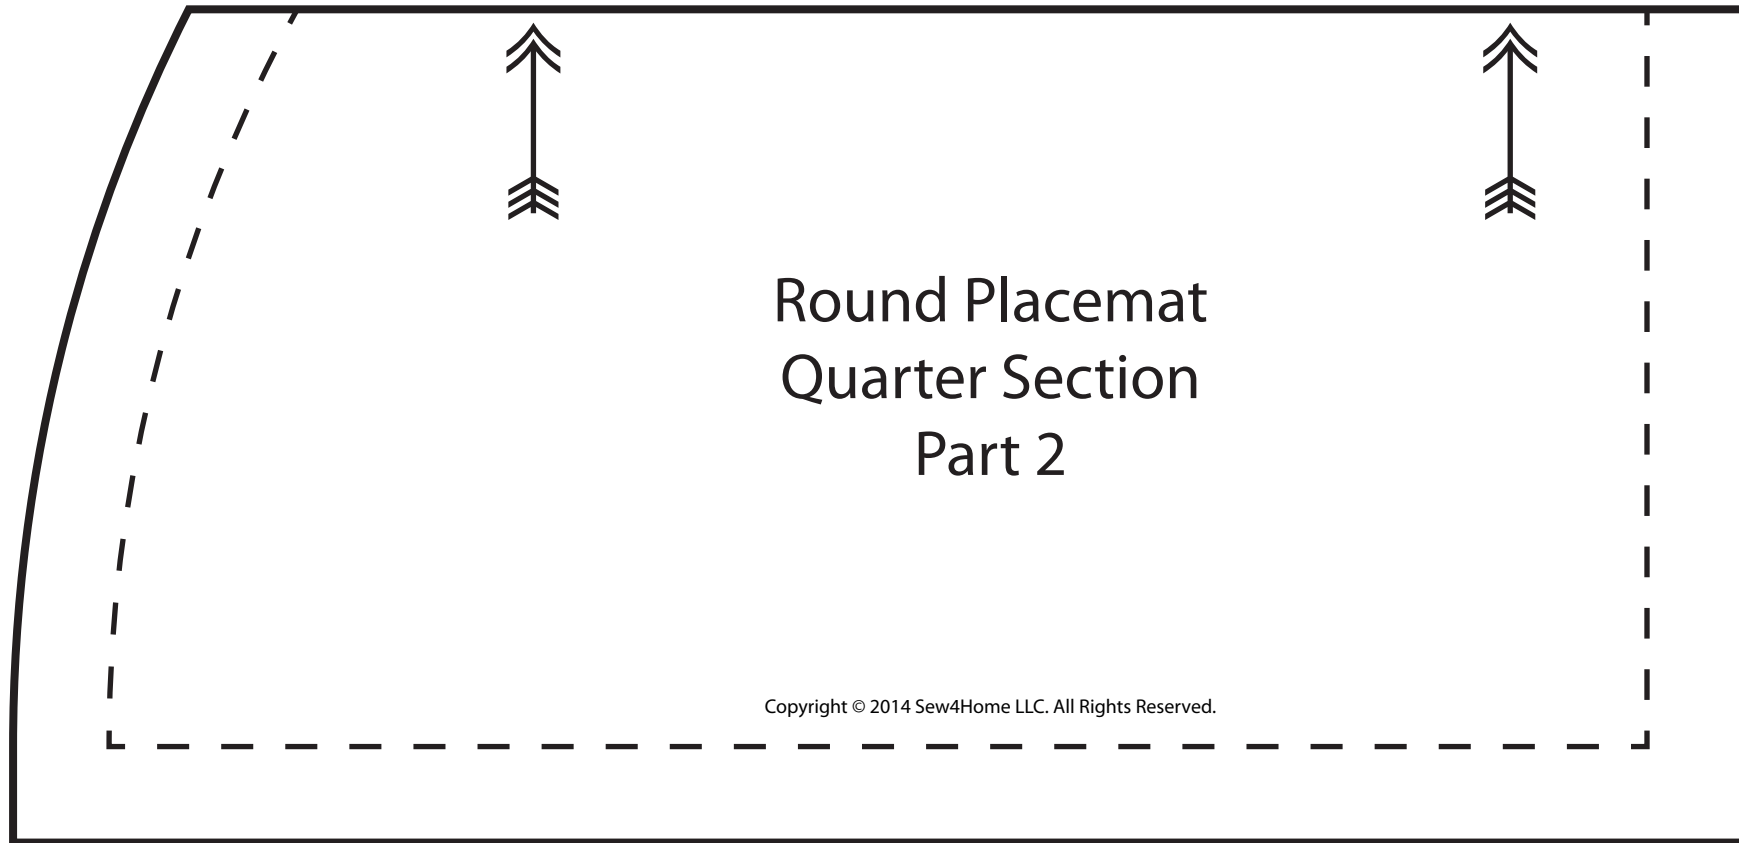 Round Placemat
Quarter Section
Part 2
Copyright © 2014 Sew4Home LLC. All Rights Reserved.